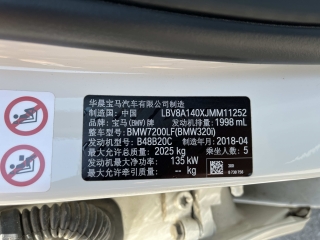 华晨宝马汽车有限公司制造
制造国：中国 LBV8A140XJMM11252
品牌：宝马(BMW)牌 发动机排量：1998 mL
整车型号：BMW7200LF(BMW320i)
发动机型号：B48B20C 制造年月：2018-04
最大允许总质量：2025 kg 乘坐人数：5
发动机最大净功率：135 kW
最大允许牵引质量：-- kg